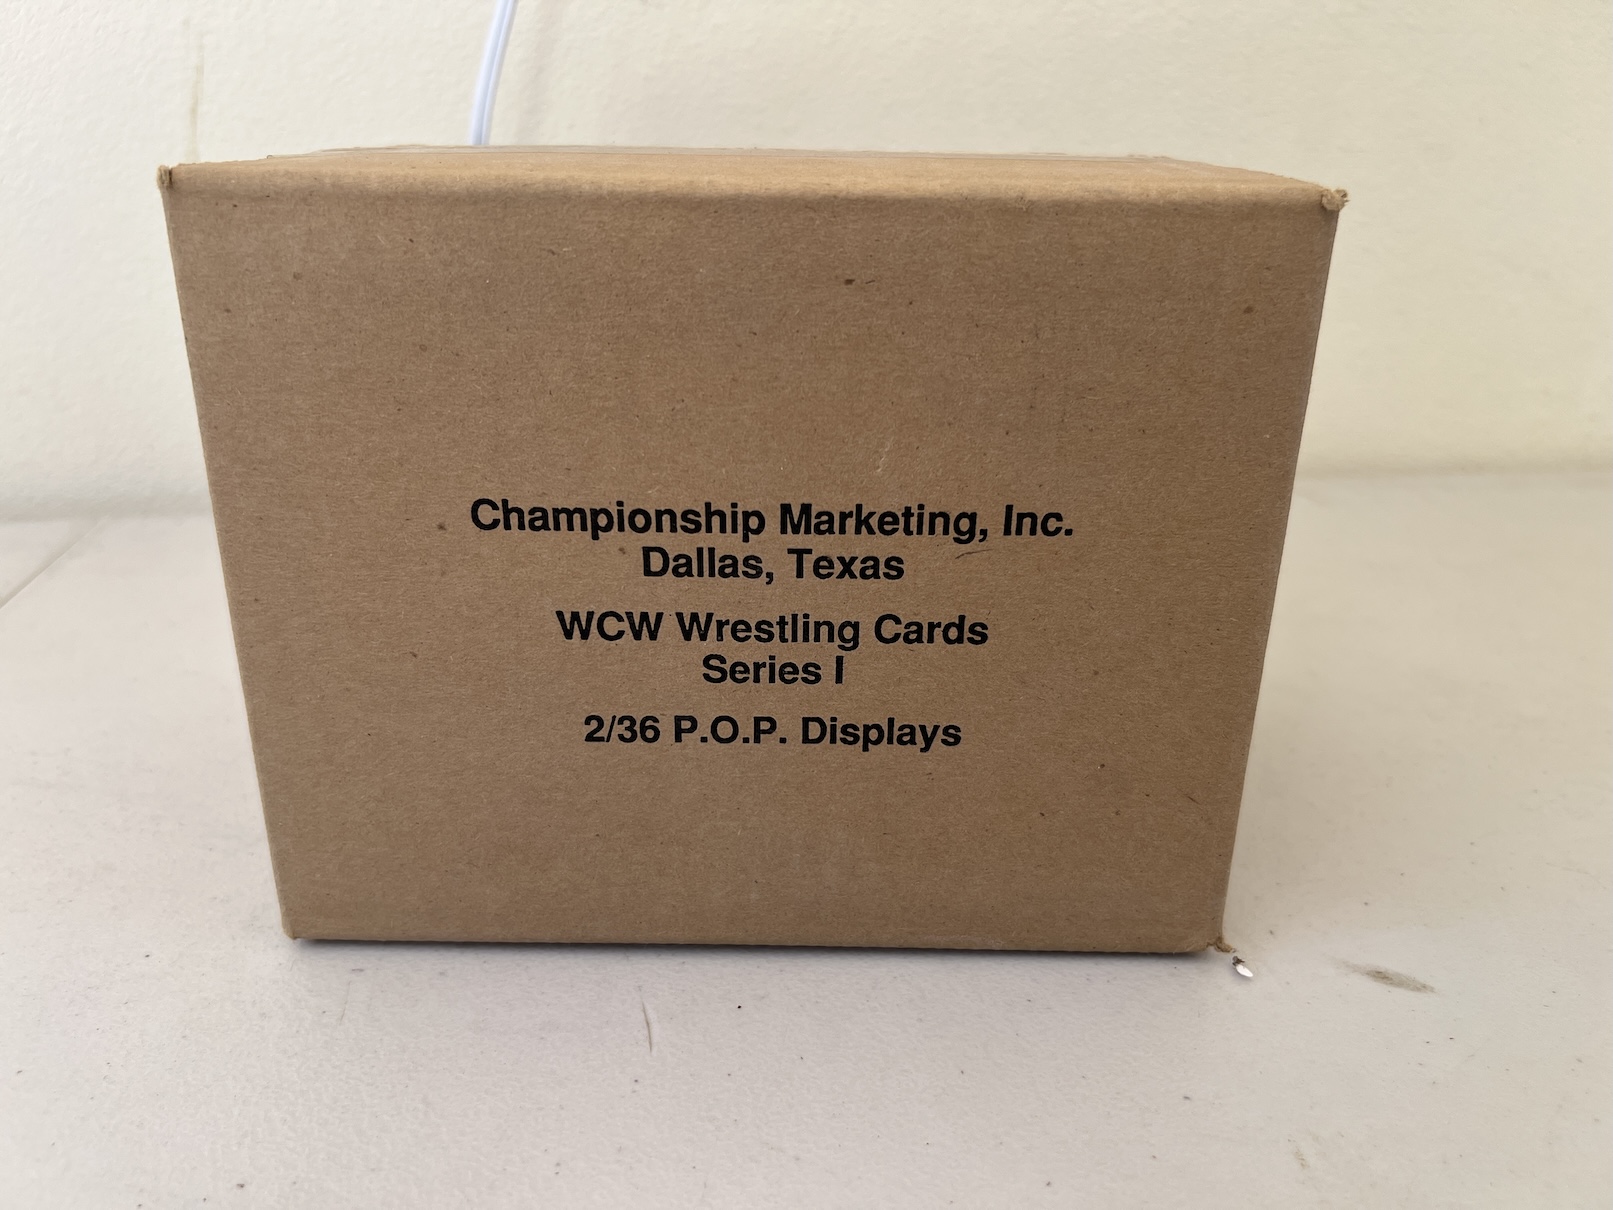 Championship Marketing, Inc.
Dallas, Texas
WCW Wrestling Cards
Series I
2/36 P.O.P. Displays